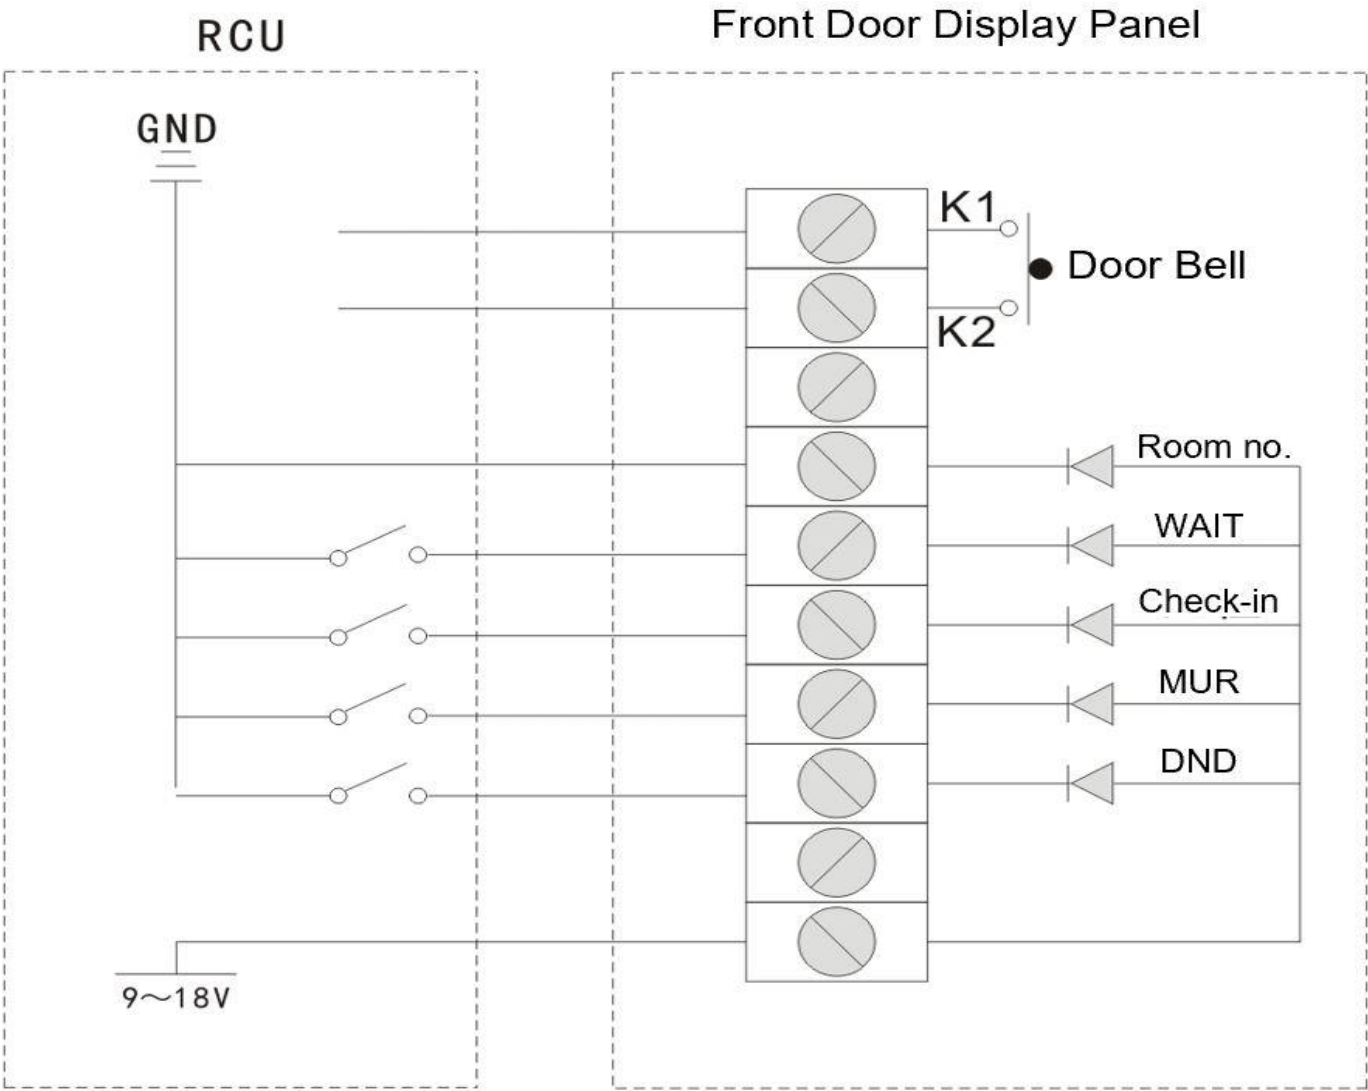 RCU
Front Door Display Panel
GND
K1
Door Bell
K2
Room no.
WAIT
Check-in
MUR
DND
9～18V